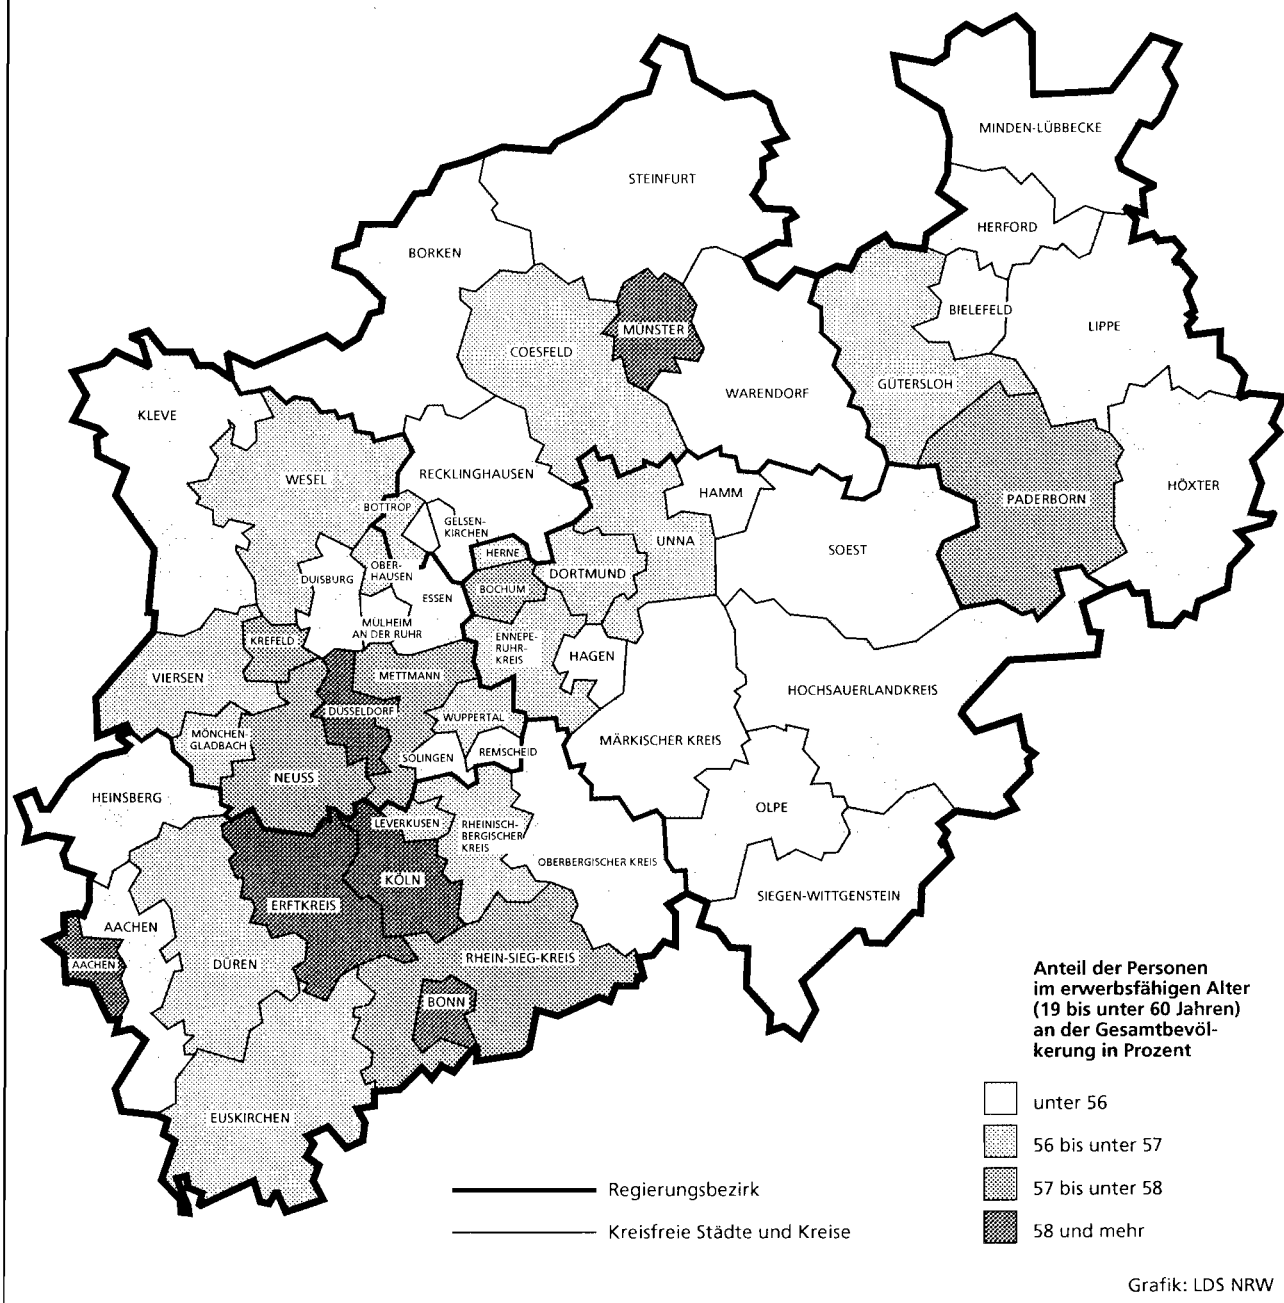 MINDEN-LÜBBECKE
STEINFURT
HERFORD
BORKEN
BIELEFELD
MÜNSTER
LIPPE
COESFELD
GÜTERSLOH
WARENDORF
KLEVE
RECKLINGHAUSEN
WESEL
HÖXTER
HAMM
PADERBORN
BOTTROP
GELSEN-
KIRCHEN
UNNA
SOEST
HERNE
OBER-
HAUSEN
DORTMUND
DUISBURG
BOCHUM
ESSEN
MÜLHEIM
AN DER RUHR
ENNEPE-
RUHR-
KREIS
KREFELD
HAGEN
VIERSEN
METTMANN
HOCHSAUERLANDKREIS
DÜSSELDORF
WUPPERTAL
MÖNCHEN-
GLADBACH
MÄRKISCHER KREIS
REMSCHEID
SOLINGEN
NEUSS
HEINSBERG
OLPE
LEVERKUSEN
RHEINISCH-
BERGISCHER
KREIS
OBERBERGISCHER KREIS
KÖLN
SIEGEN-WITTGENSTEIN
ERFTKREIS
AACHEN
RHEIN-SIEG-KREIS
AACHEN
DÜREN
BONN
EUSKIRCHEN
Anteil der Personen
im erwerbsfähigen Alter
(19 bis unter 60 Jahren)
an der Gesamtbevöl-
kerung in Prozent
unter 56
56 bis unter 57
57 bis unter 58
58 und mehr
Regierungsbezirk
Kreisfreie Städte und Kreise
Grafik: LDS NRW